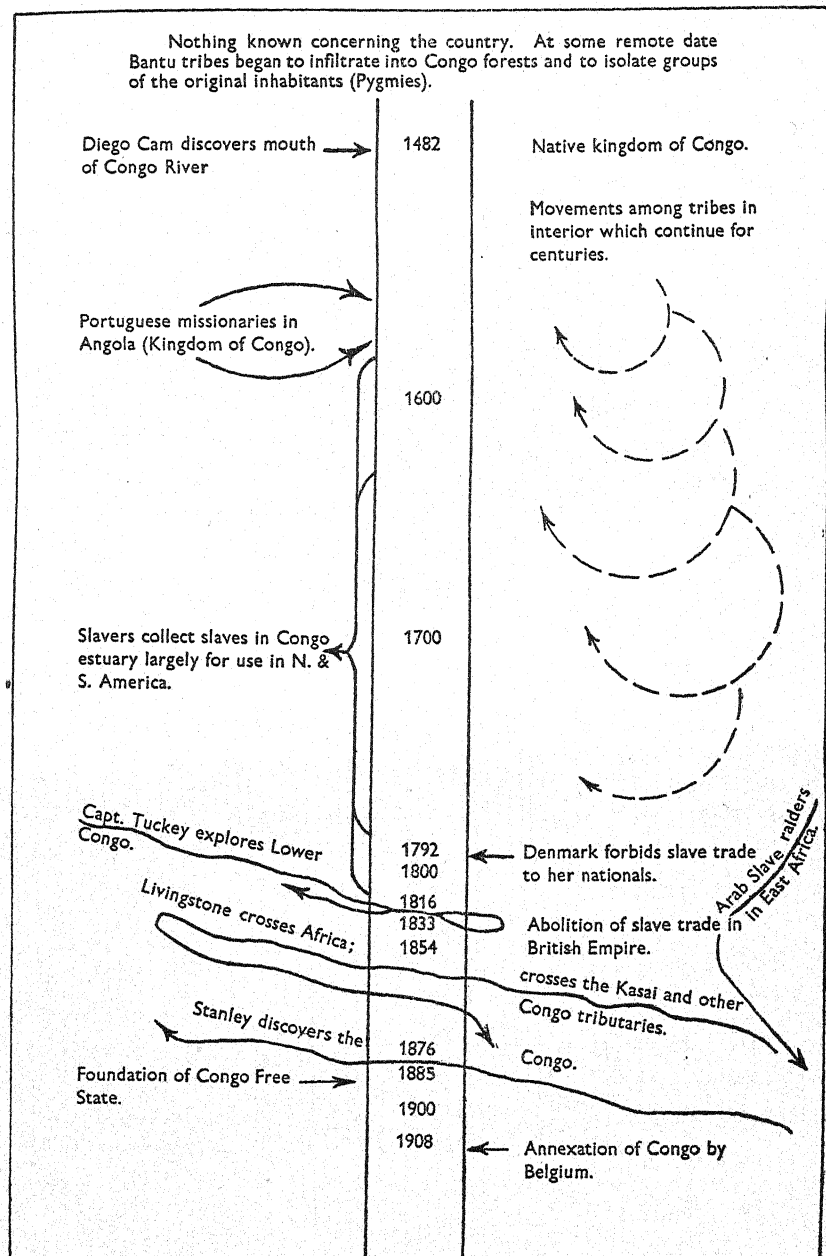 Nothing known concerning the country. At some remote date
Bantu tribes began to infiltrate into Congo forests and to isolate groups
of the original inhabitants (Pygmies).
Diego Cam discovers mouth
of Congo River
1482
Native kingdom of Congo.
Movements among tribes in
interior which continue for
centuries.
Portuguese missionaries in
Angola (Kingdom of Congo).
1600
Slavers collect slaves in Congo
estuary largely for use in N. &
S. America.
1700
Capt. Tuckey explores Lower
Congo.
1792
Denmark forbids slave trade
to her nationals.
1800
Arab Slave raiders
in East Africa.
1816
1833
Abolition of slave trade in
British Empire.
Livingstone crosses Africa;
1854
crosses the Kasai and other
Congo tributaries.
Stanley discovers the
1876
Congo.
Foundation of Congo Free
State.
1885
1900
1908
Annexation of Congo by
Belgium.